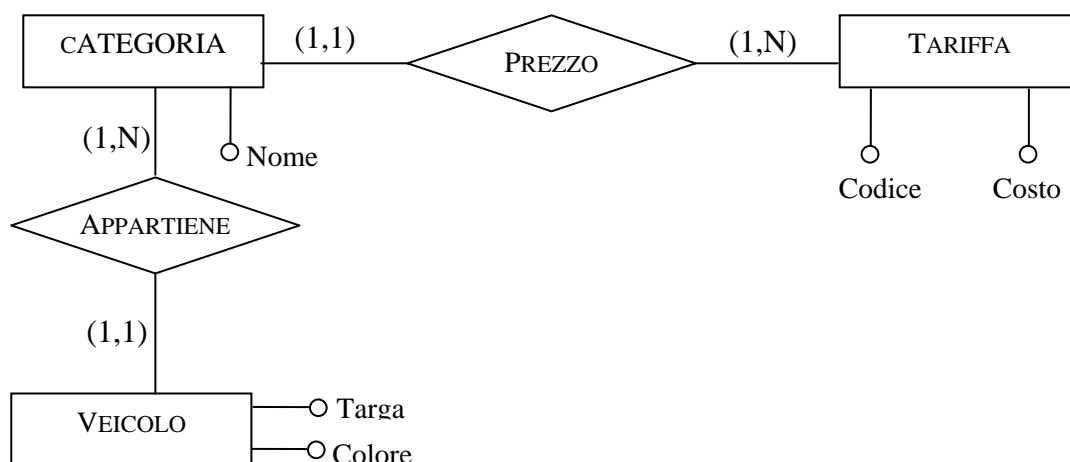 cATEGORIA (1,1) PREZZO (1,N) TARIFFA
(1,N) Nome
Codice Costo
APPARTIENE
(1,1)
VEICOLO Targa
Colore